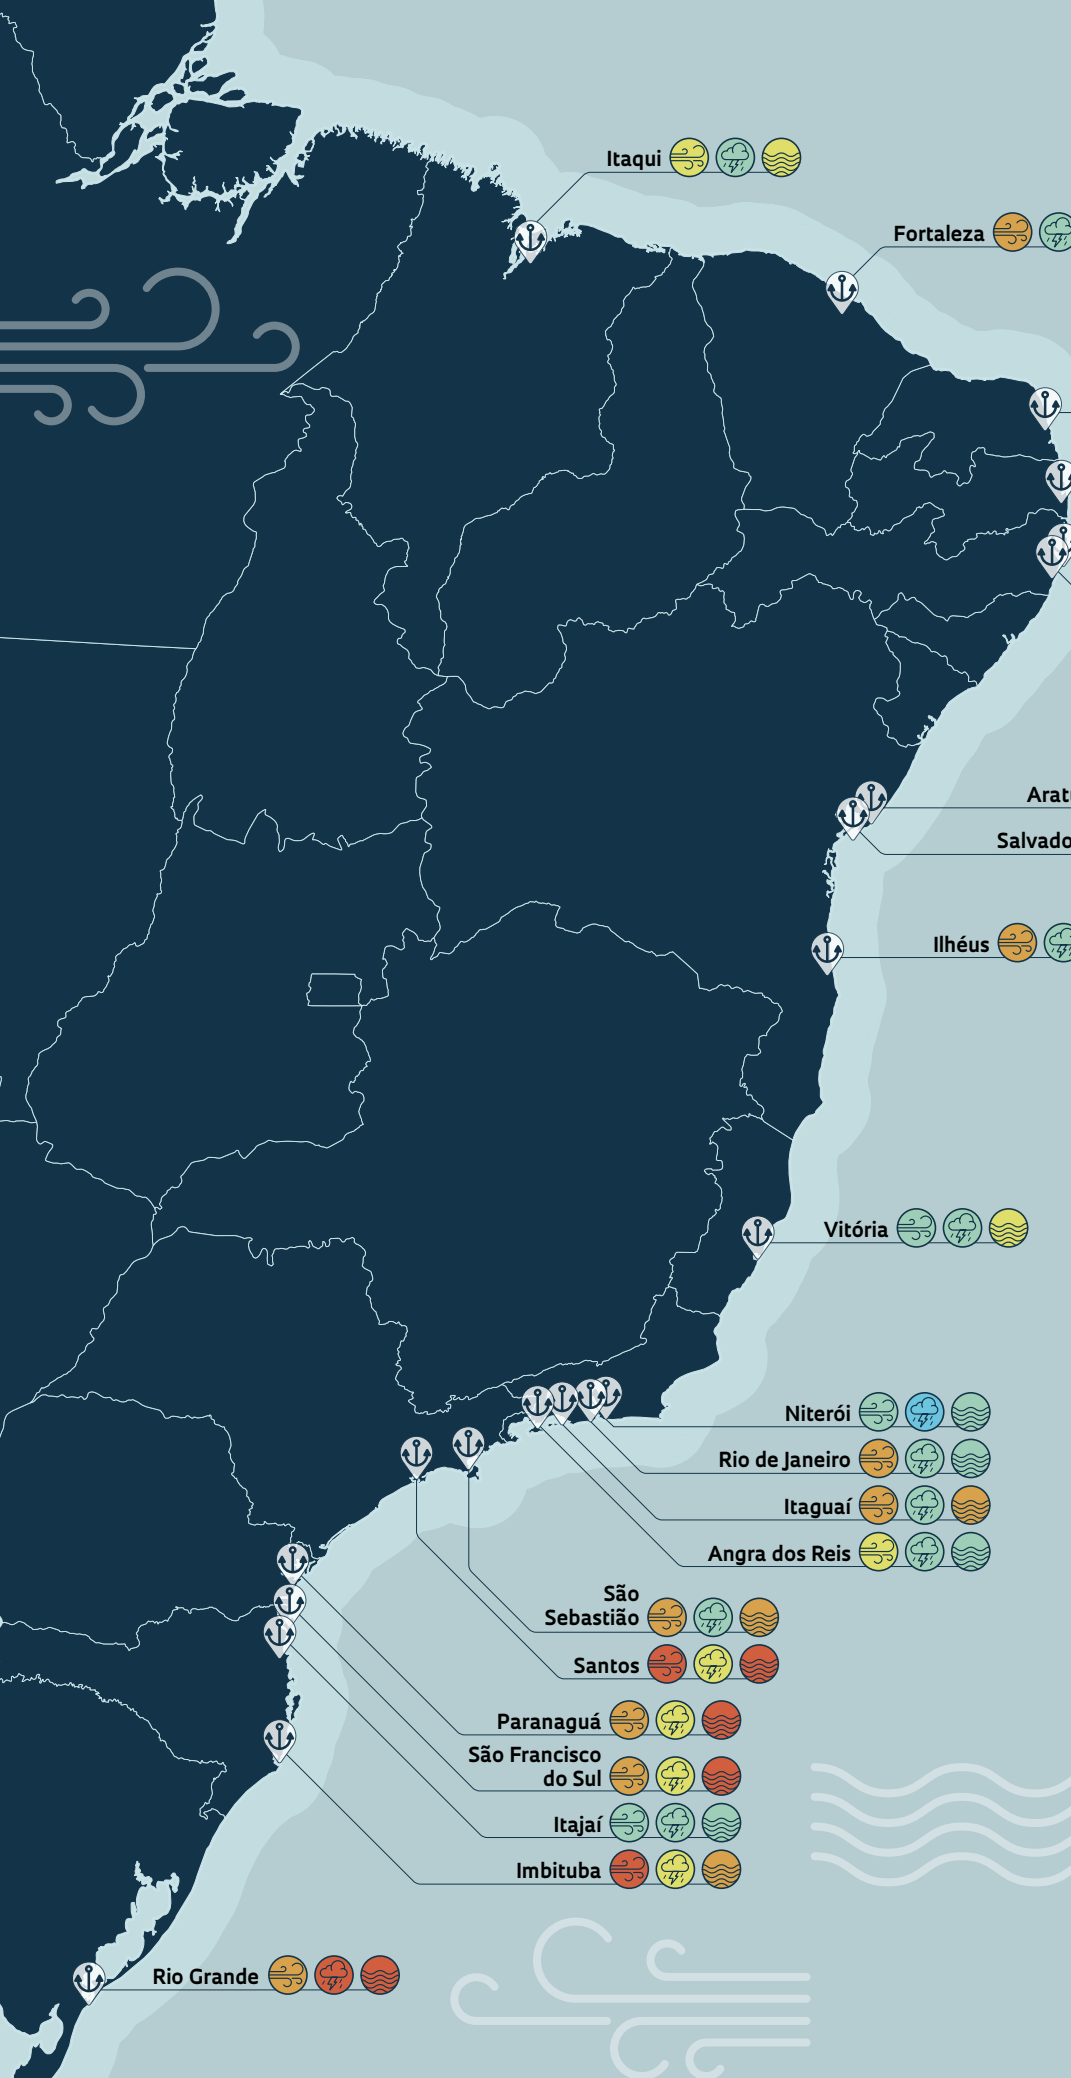 Itaqui
Fortaleza
Salvado
Ilhéus
Vitória
Niterói
Rio de Janeiro
Itaguaí
Angra dos Reis
São
Sebastião
Santos
Paranaguá
São Francisco
do Sul
Itajaí
Imbituba
Rio Grande